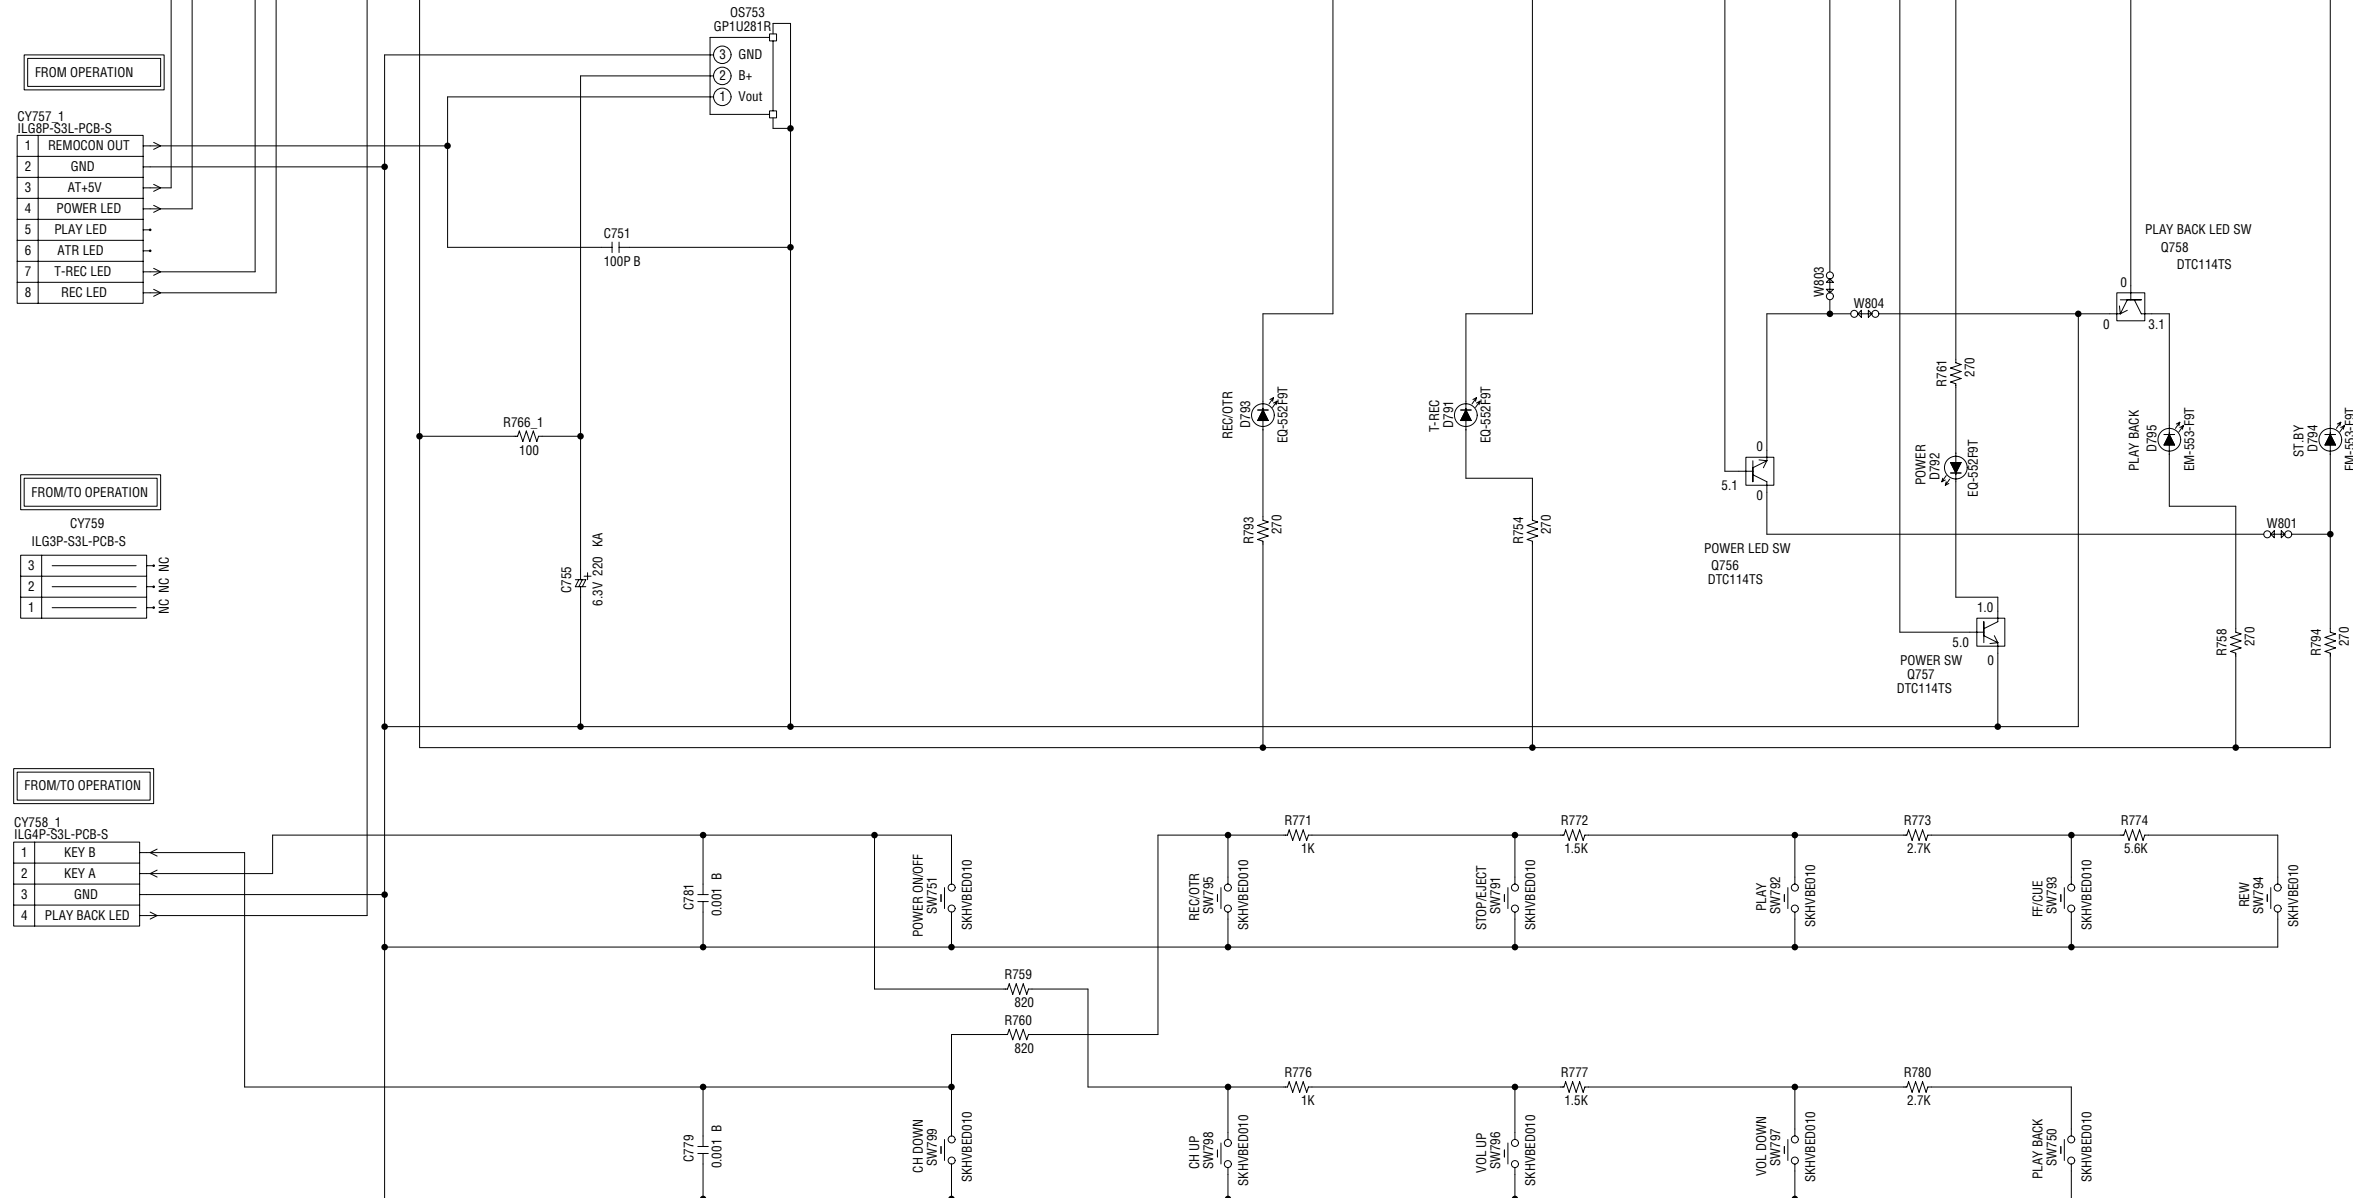 OS753
GP1U281R
3 GND
2 B+
1 Vout
FROM OPERATION
CY757_1
ILG8P-S3L-PCB-S
1 REMOCON OUT
2 GND
3 AT+5V
4 POWER LED
5 PLAY LED
6 ATR LED
7 T-REC LED
8 REC LED
C751
100P B
R766_1
100
C755
+
6.3V 220 KA
FROM/TO OPERATION
CY759
ILG3P-S3L-PCB-S
3 NC
2 NC
1 NC
REC/OTR
D793
EQ-552F9T
R793
270
T-REC
D791
EQ-552F9T
R754
270
W803
W804
PLAY BACK LED SW
Q758
DTC114TS
0
0
3.1
R761
270
POWER
D792
EQ-552F9T
0
5.1
0
POWER LED SW
Q756
DTC114TS
PLAY BACK
D795
EM-553-F9T
ST.BY
D794
EM-553-F9T
W801
1.0
5.0
0
POWER SW
Q757
DTC114TS
R758
270
R794
270
FROM/TO OPERATION
CY758_1
ILG4P-S3L-PCB-S
1 KEY B
2 KEY A
3 GND
4 PLAY BACK LED
C781
0.001 B
POWER ON/OFF
SW751
SKHVBED010
REC/OTR
SW795
SKHVBED010
R771
1K
STOP/EJECT
SW791
SKHVBED010
R772
1.5K
PLAY
SW792
SKHVBE010
R773
2.7K
FF/CUE
SW793
SKHVBED010
R774
5.6K
REW
SW794
SKHVBE010
R759
820
R760
820
C779
0.001 B
CH DOWN
SW799
SKHVBED010
CH UP
SW798
SKHVBED010
R776
1K
VOL UP
SW796
SKHVBED010
R777
1.5K
VOL DOWN
SW797
SKHVBED010
R780
2.7K
PLAY BACK
SW750
SKHVBED010